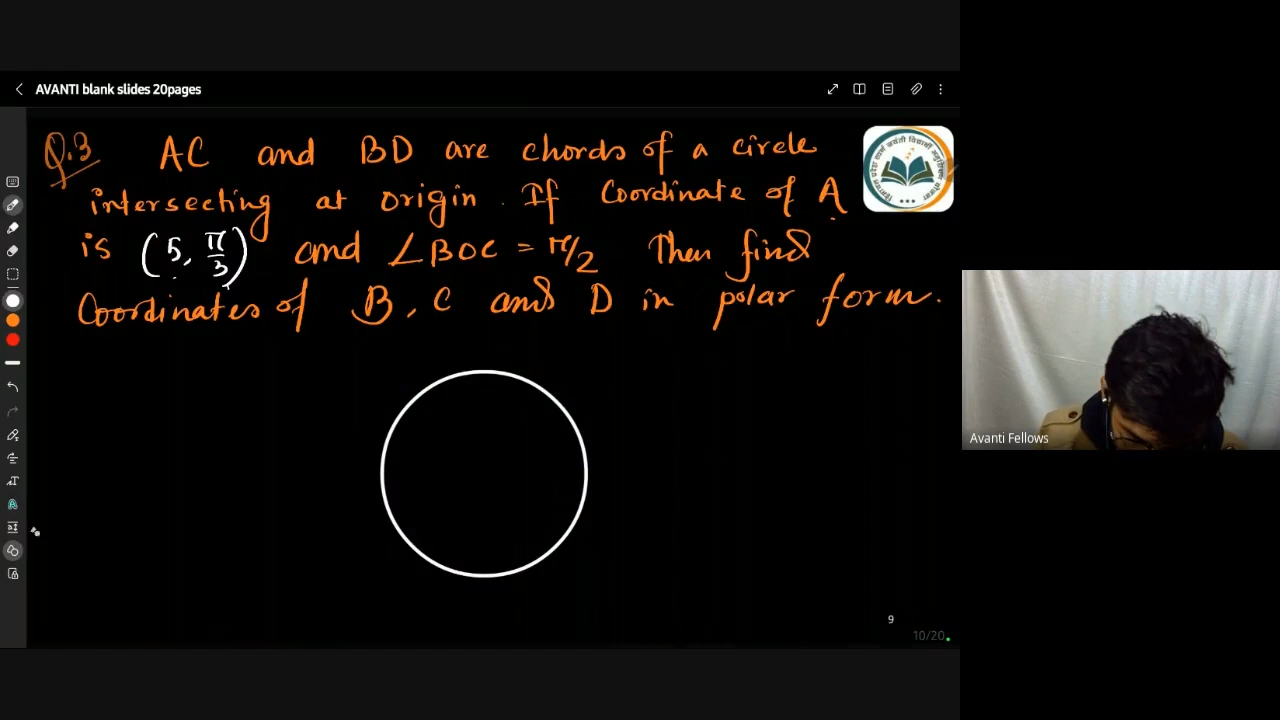 AVANTI blank slides 20pages
Q.3 AC and BD are chords of a circle
intersecting at origin. If Coordinate of A
is (5, π/3) and ∠BOC = π/2 Then find
Coordinates of B, C and D in polar form.
Avanti Fellows
9
10/20